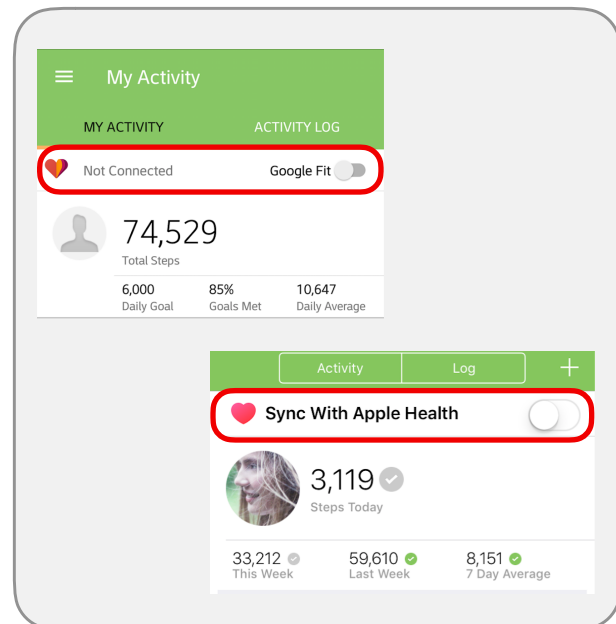 My Activity
MY ACTIVITY ACTIVITY LOG
Not Connected Google Fit
74,529
Total Steps
6,000 85% 10,647
Daily Goal Goals Met Daily Average
Activity Log
Sync With Apple Health
3,119
Steps Today
33,212 59,610 8,151
This Week Last Week 7 Day Average